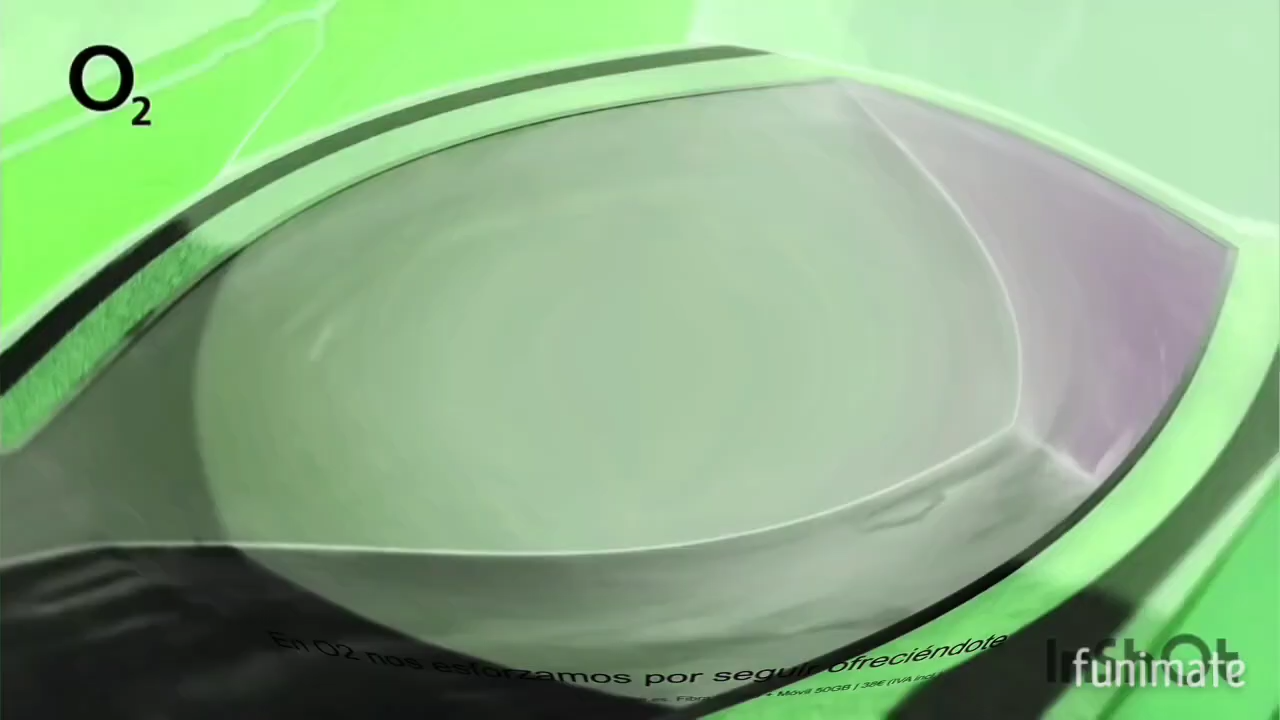 O2
En O2 nos esforzamos por seguir ofreciéndote
Móvil 50GB | 38€ (IVA incl.
InShOt
funimate